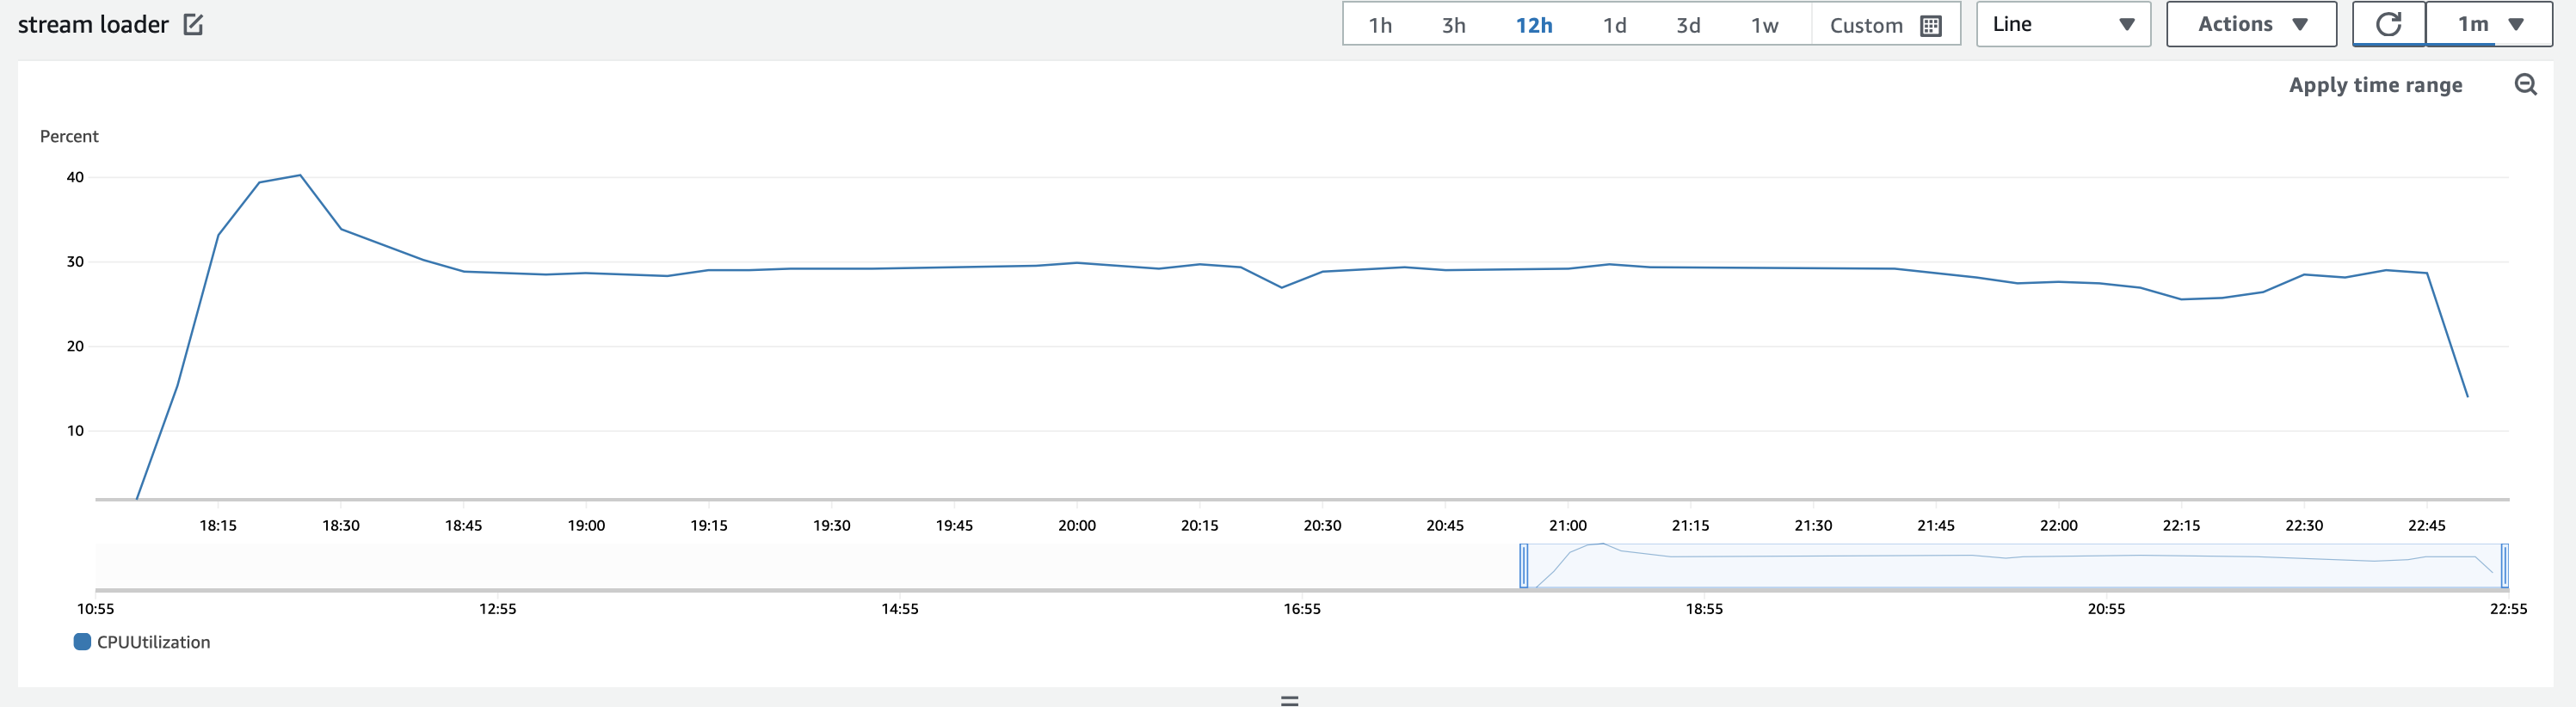 stream loader
1h 3h 12h 1d 3d 1w Custom Line Actions 1m
Apply time range
Percent
40
30
20
10
18:15 18:30 18:45 19:00 19:15 19:30 19:45 20:00 20:15 20:30 20:45 21:00 21:15 21:30 21:45 22:00 22:15 22:30 22:45
10:55 12:55 14:55 16:55 18:55 20:55 22:55
CPUUtilization